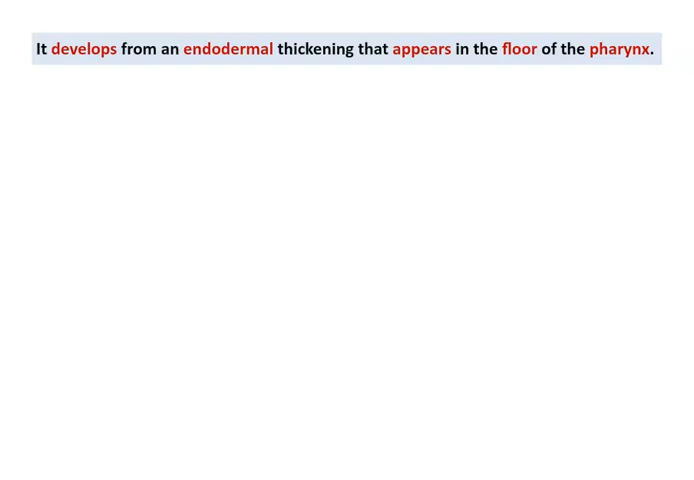 It develops from an endodermal thickening that appears in the floor of the pharynx.